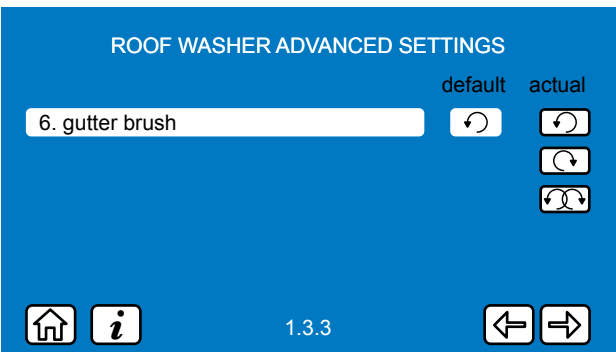 ROOF WASHER ADVANCED SETTINGS
default actual
6. gutter brush
i
1.3.3